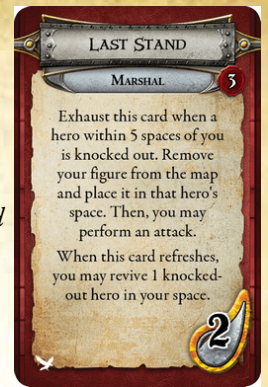 LAST STAND
MARSHAL
3
Exhaust this card when a
hero within 5 spaces of you
is knocked out. Remove
your figure from the map
and place it in that hero's
space. Then, you may
perform an attack.
When this card refreshes,
you may revive 1 knocked-
out hero in your space.
2